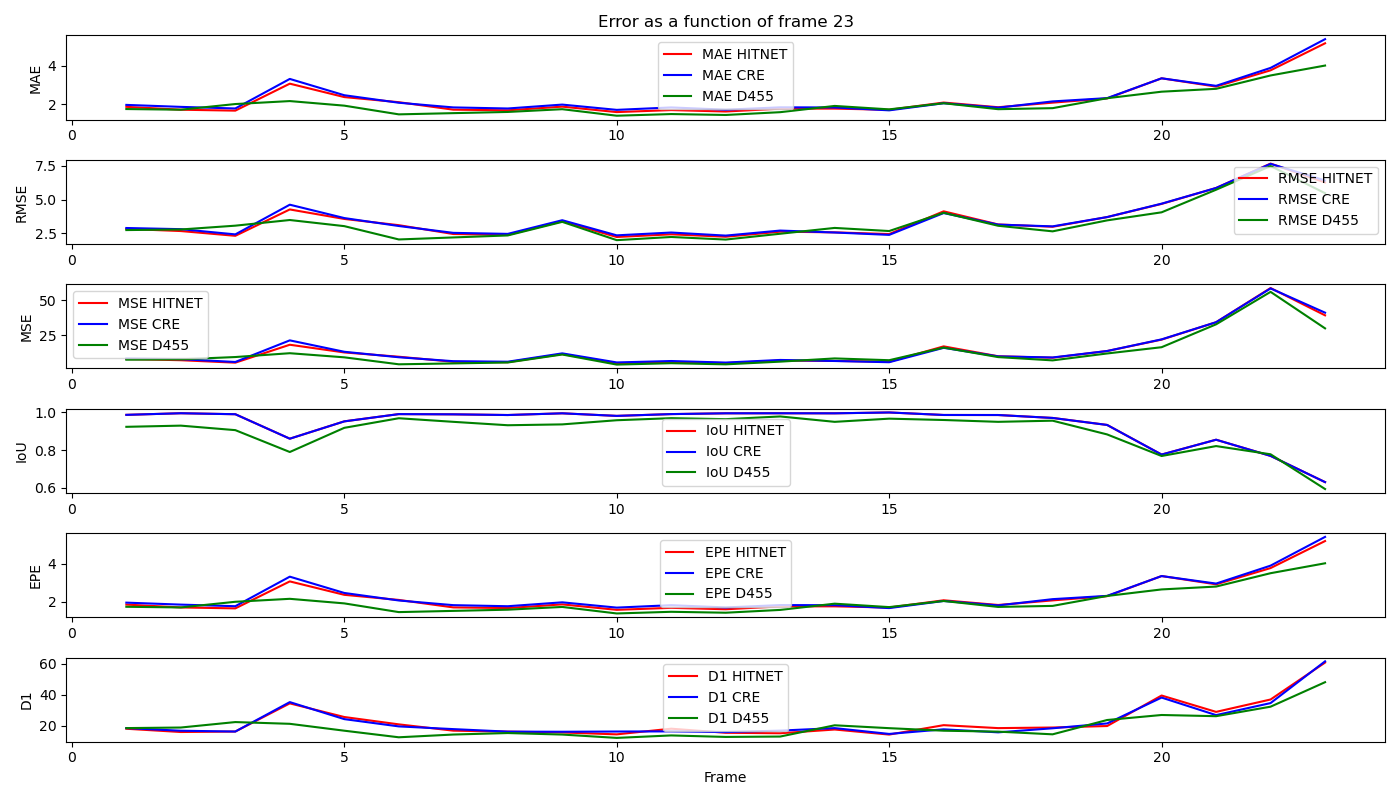 Error as a function of frame 23
MAE
4
2
MAE HITNET
MAE CRE
MAE D455
0 5 10 15 20
RMSE
7.5
5.0
2.5
RMSE HITNET
RMSE CRE
RMSE D455
0 5 10 15 20
MSE
50
25
MSE HITNET
MSE CRE
MSE D455
0 5 10 15 20
IoU
1.0
0.8
0.6
IoU HITNET
IoU CRE
IoU D455
0 5 10 15 20
EPE
4
2
EPE HITNET
EPE CRE
EPE D455
0 5 10 15 20
D1
60
40
20
D1 HITNET
D1 CRE
D1 D455
0 5 10 15 20
Frame